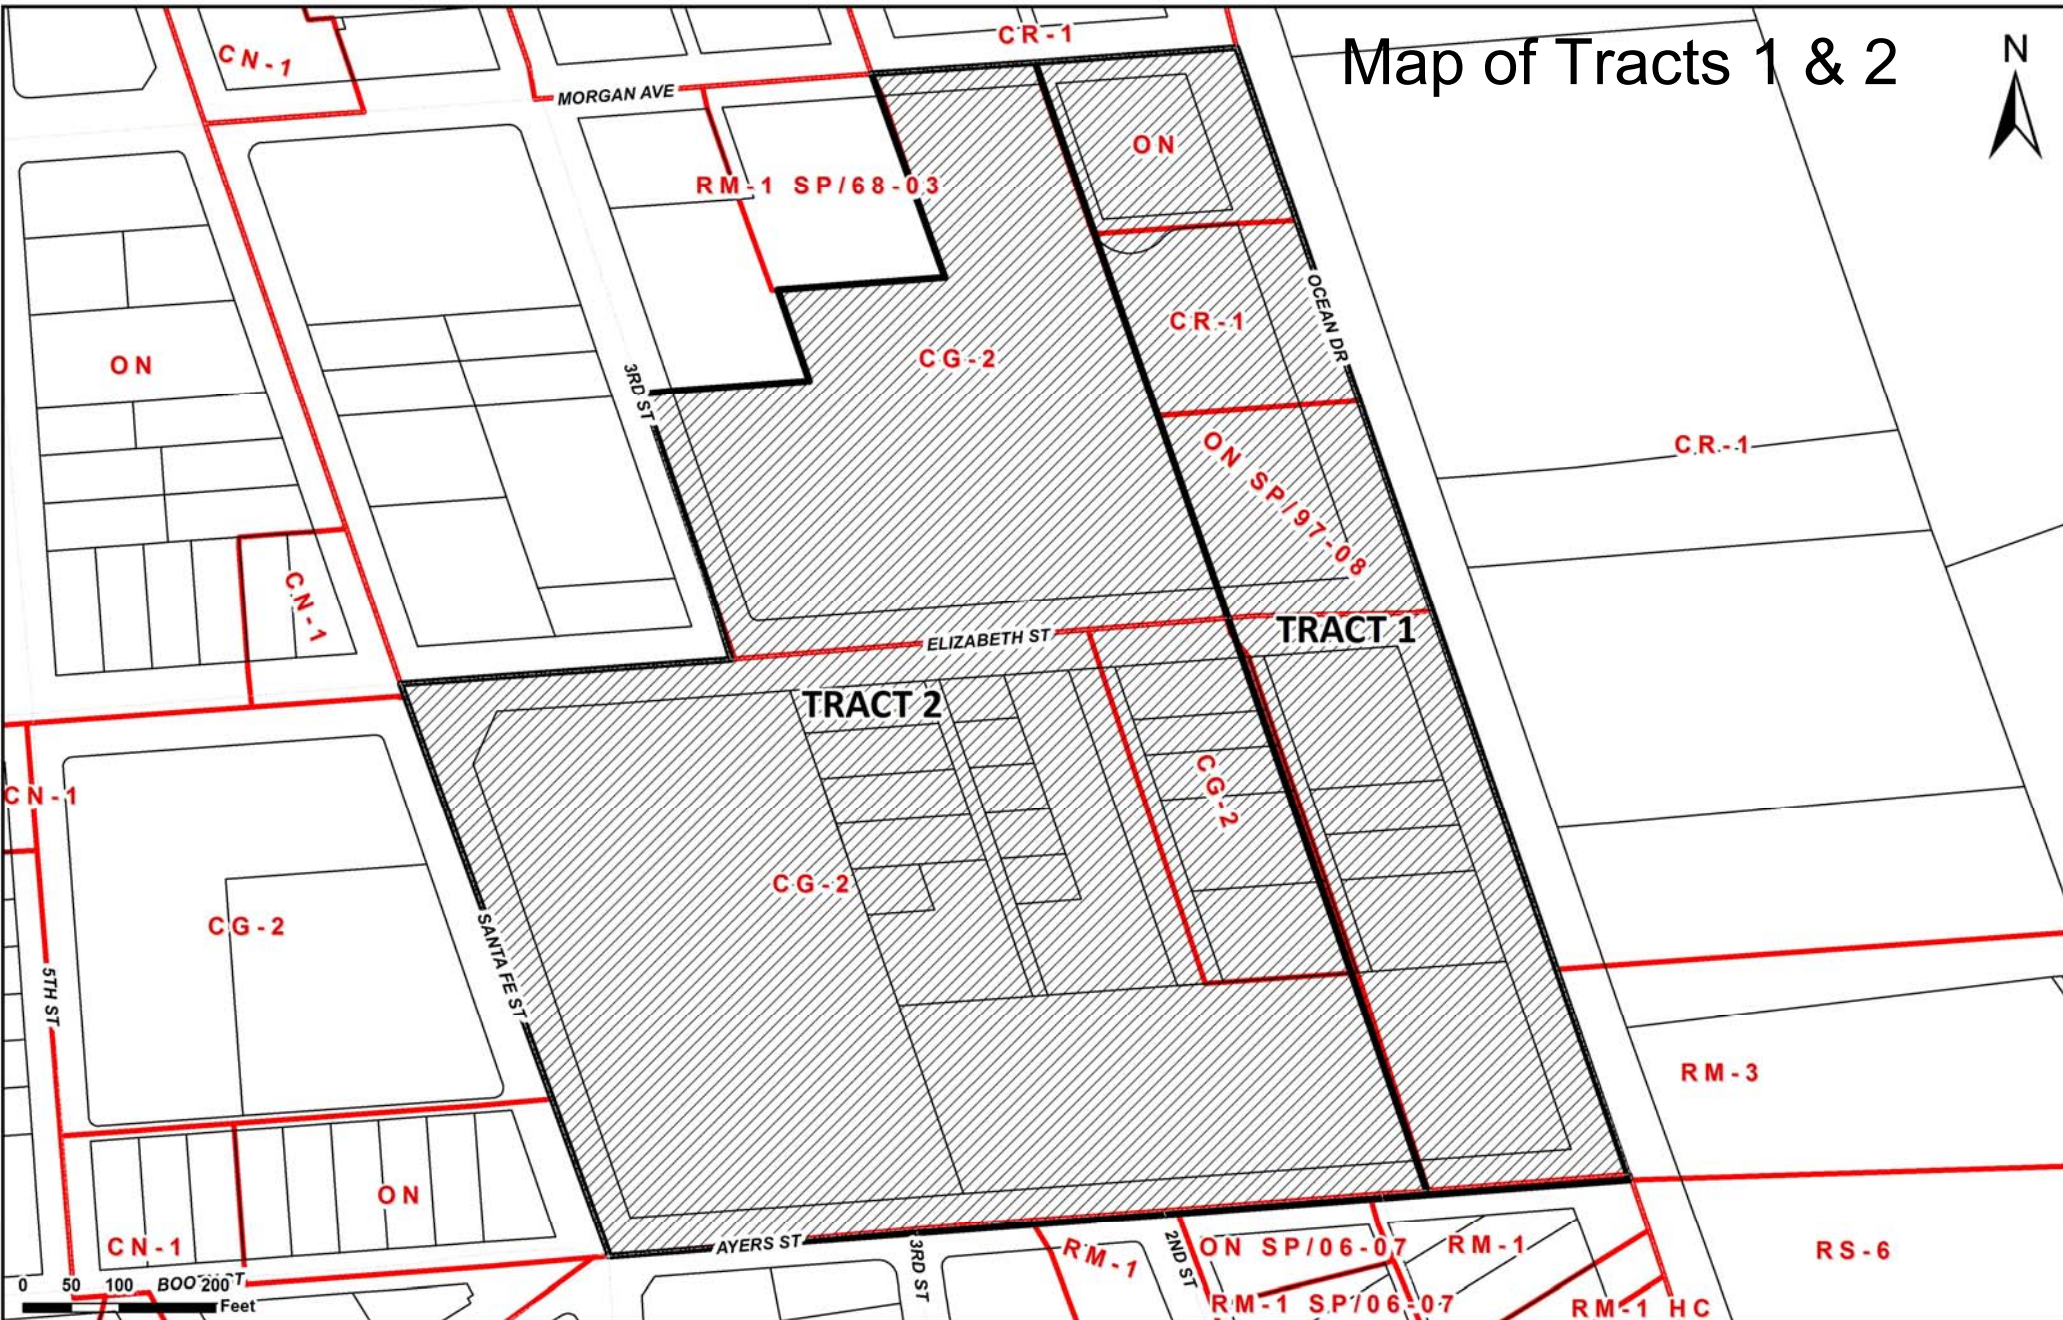 CR-1
Map of Tracts 1 & 2
N
CN-1
MORGAN AVE
ON
RM-1 SP/68-03
OCEAN DR
CR-1
CG-2
ON
3RD ST
CR-1
ON SP/97-08
CN-1
ELIZABETH ST
TRACT 1
TRACT 2
CN-1
CG-2
CG-2
CG-2
SANTA FE ST
5TH ST
RM-3
ON
CN-1
AYERS ST
3RD ST
RM-1
2ND ST
ON SP/06-07
RM-1
RS-6
RM-1 SP/06-07
RM-1 HC
0 50 100 200
Feet